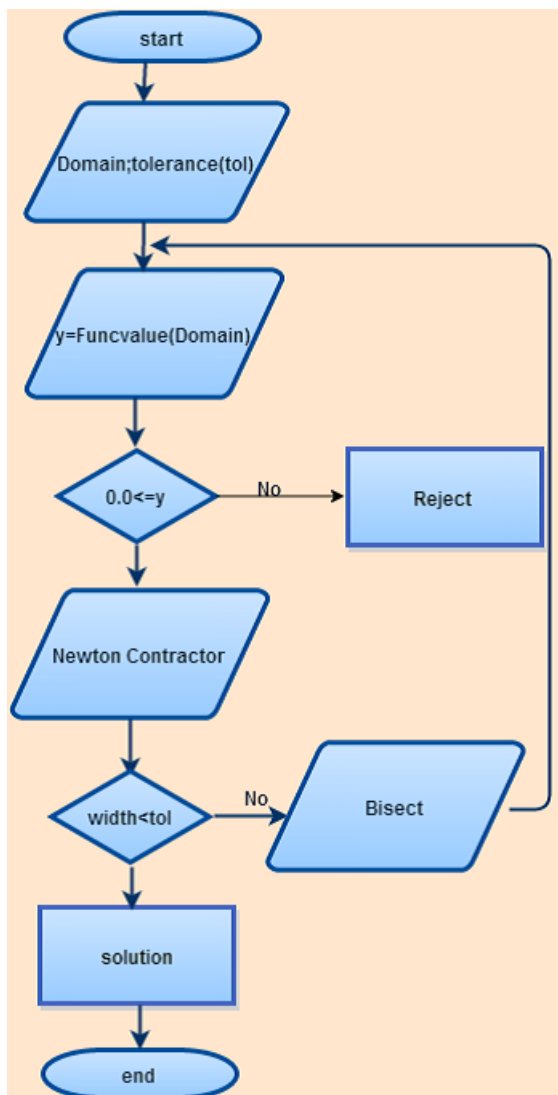 start
Domain;tolerance(tol)
y=Funcvalue(Domain)
0.0<=y
No
Reject
Newton Contractor
width<tol
No
Bisect
solution
end